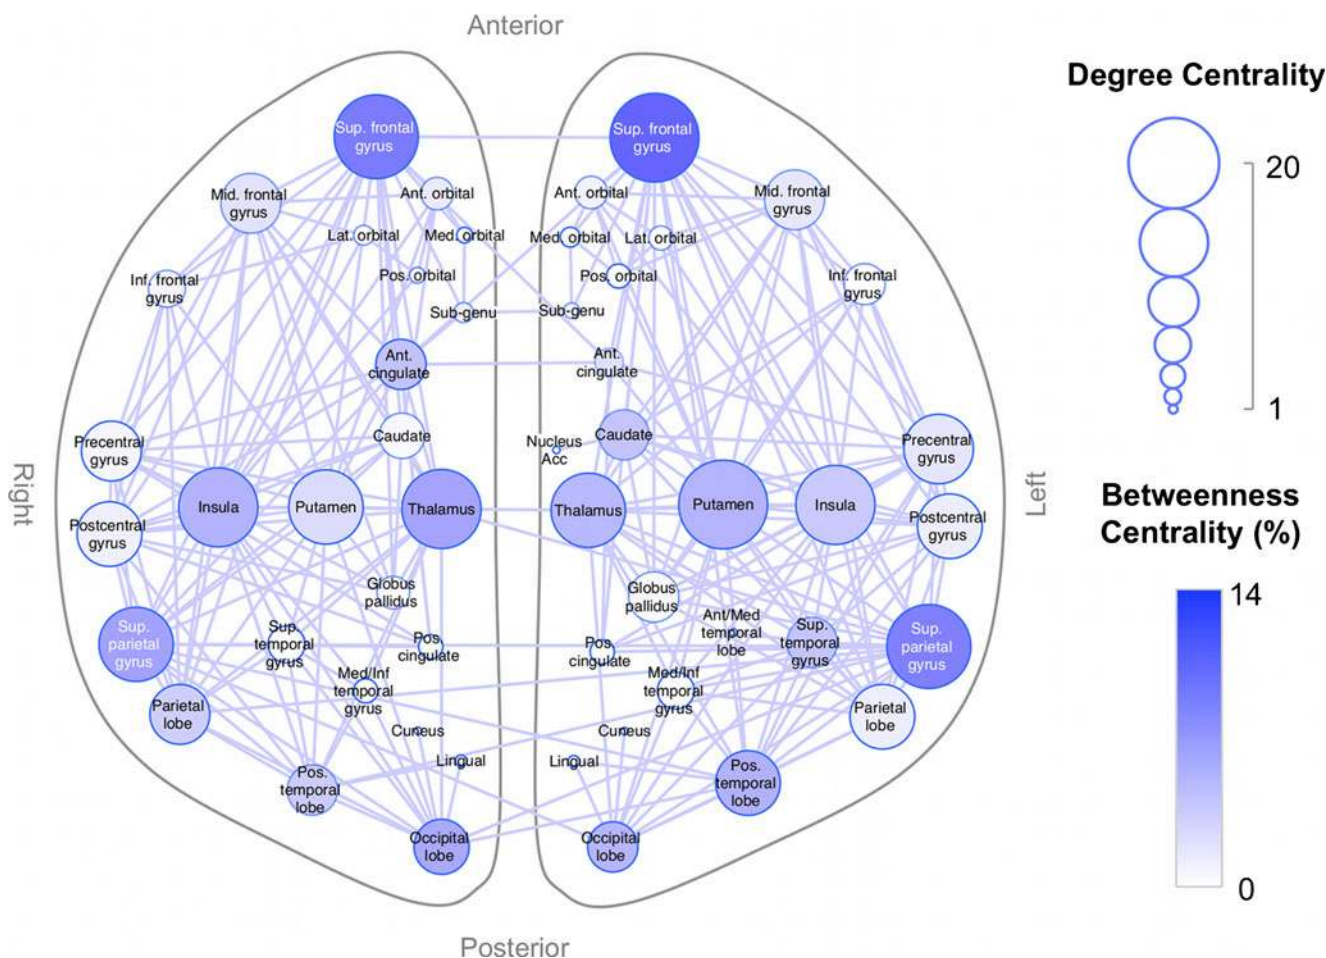 Anterior
Degree Centrality
20
1
Betweenness
Centrality (%)
14
0
Right
Left
Posterior
Sup. frontal
gyrus
Mid. frontal
gyrus
Ant. orbital
Lat. orbital
Med. orbital
Pos. orbital
Inf. frontal
gyrus
Sub-genu
Ant.
cingulate
Caudate
Precentral
gyrus
Insula
Putamen
Thalamus
Postcentral
gyrus
Globus
pallidus
Sup.
parietal
gyrus
Sup.
temporal
gyrus
Pos.
cingulate
Med/Inf
temporal
gyrus
Parietal
lobe
Cuneus
Lingual
Pos.
temporal
lobe
Occipital
lobe
Sup. frontal
gyrus
Ant. orbital
Mid. frontal
gyrus
Med. orbital
Lat. orbital
Pos. orbital
Inf. frontal
gyrus
Sub-genu
Ant.
cingulate
Nucleus
Acc
Caudate
Precentral
gyrus
Thalamus
Putamen
Insula
Postcentral
gyrus
Globus
pallidus
Ant/Med
temporal
lobe
Sup.
temporal
gyrus
Sup.
parietal
gyrus
Pos.
cingulate
Med/Inf
temporal
gyrus
Parietal
lobe
Cuneus
Lingual
Pos.
temporal
lobe
Occipital
lobe